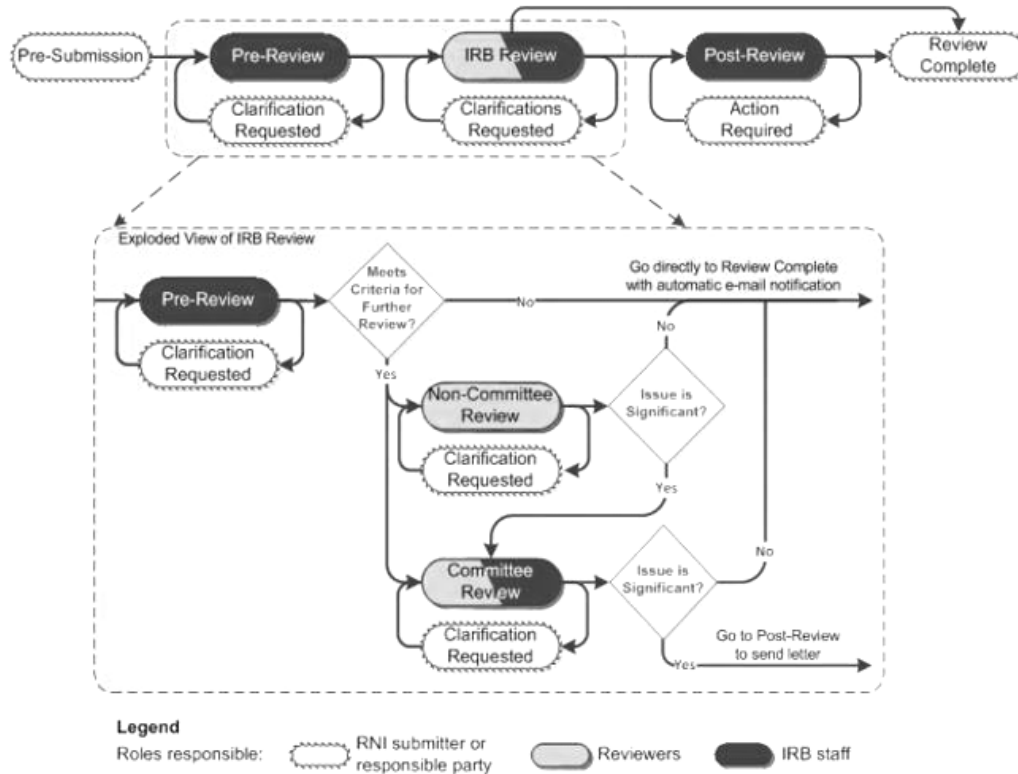 Pre-Submission
Pre-Review
IRB Review
Post-Review
Review
Complete
Clarification
Requested
Clarifications
Requested
Action
Required
Exploded View of IRB Review
Pre-Review
Clarification
Requested
Meets
Criteria for
Further
Review?
No
Go directly to Review Complete
with automatic e-mail notification
Yes
Non-Committee
Review
Clarification
Requested
No
Issue is
Significant?
Yes
Committee
Review
Clarification
Requested
Issue is
Significant?
No
Yes
Go to Post-Review
to send letter
Legend
Roles responsible:
RNI submitter or
responsible party
Reviewers
IRB staff